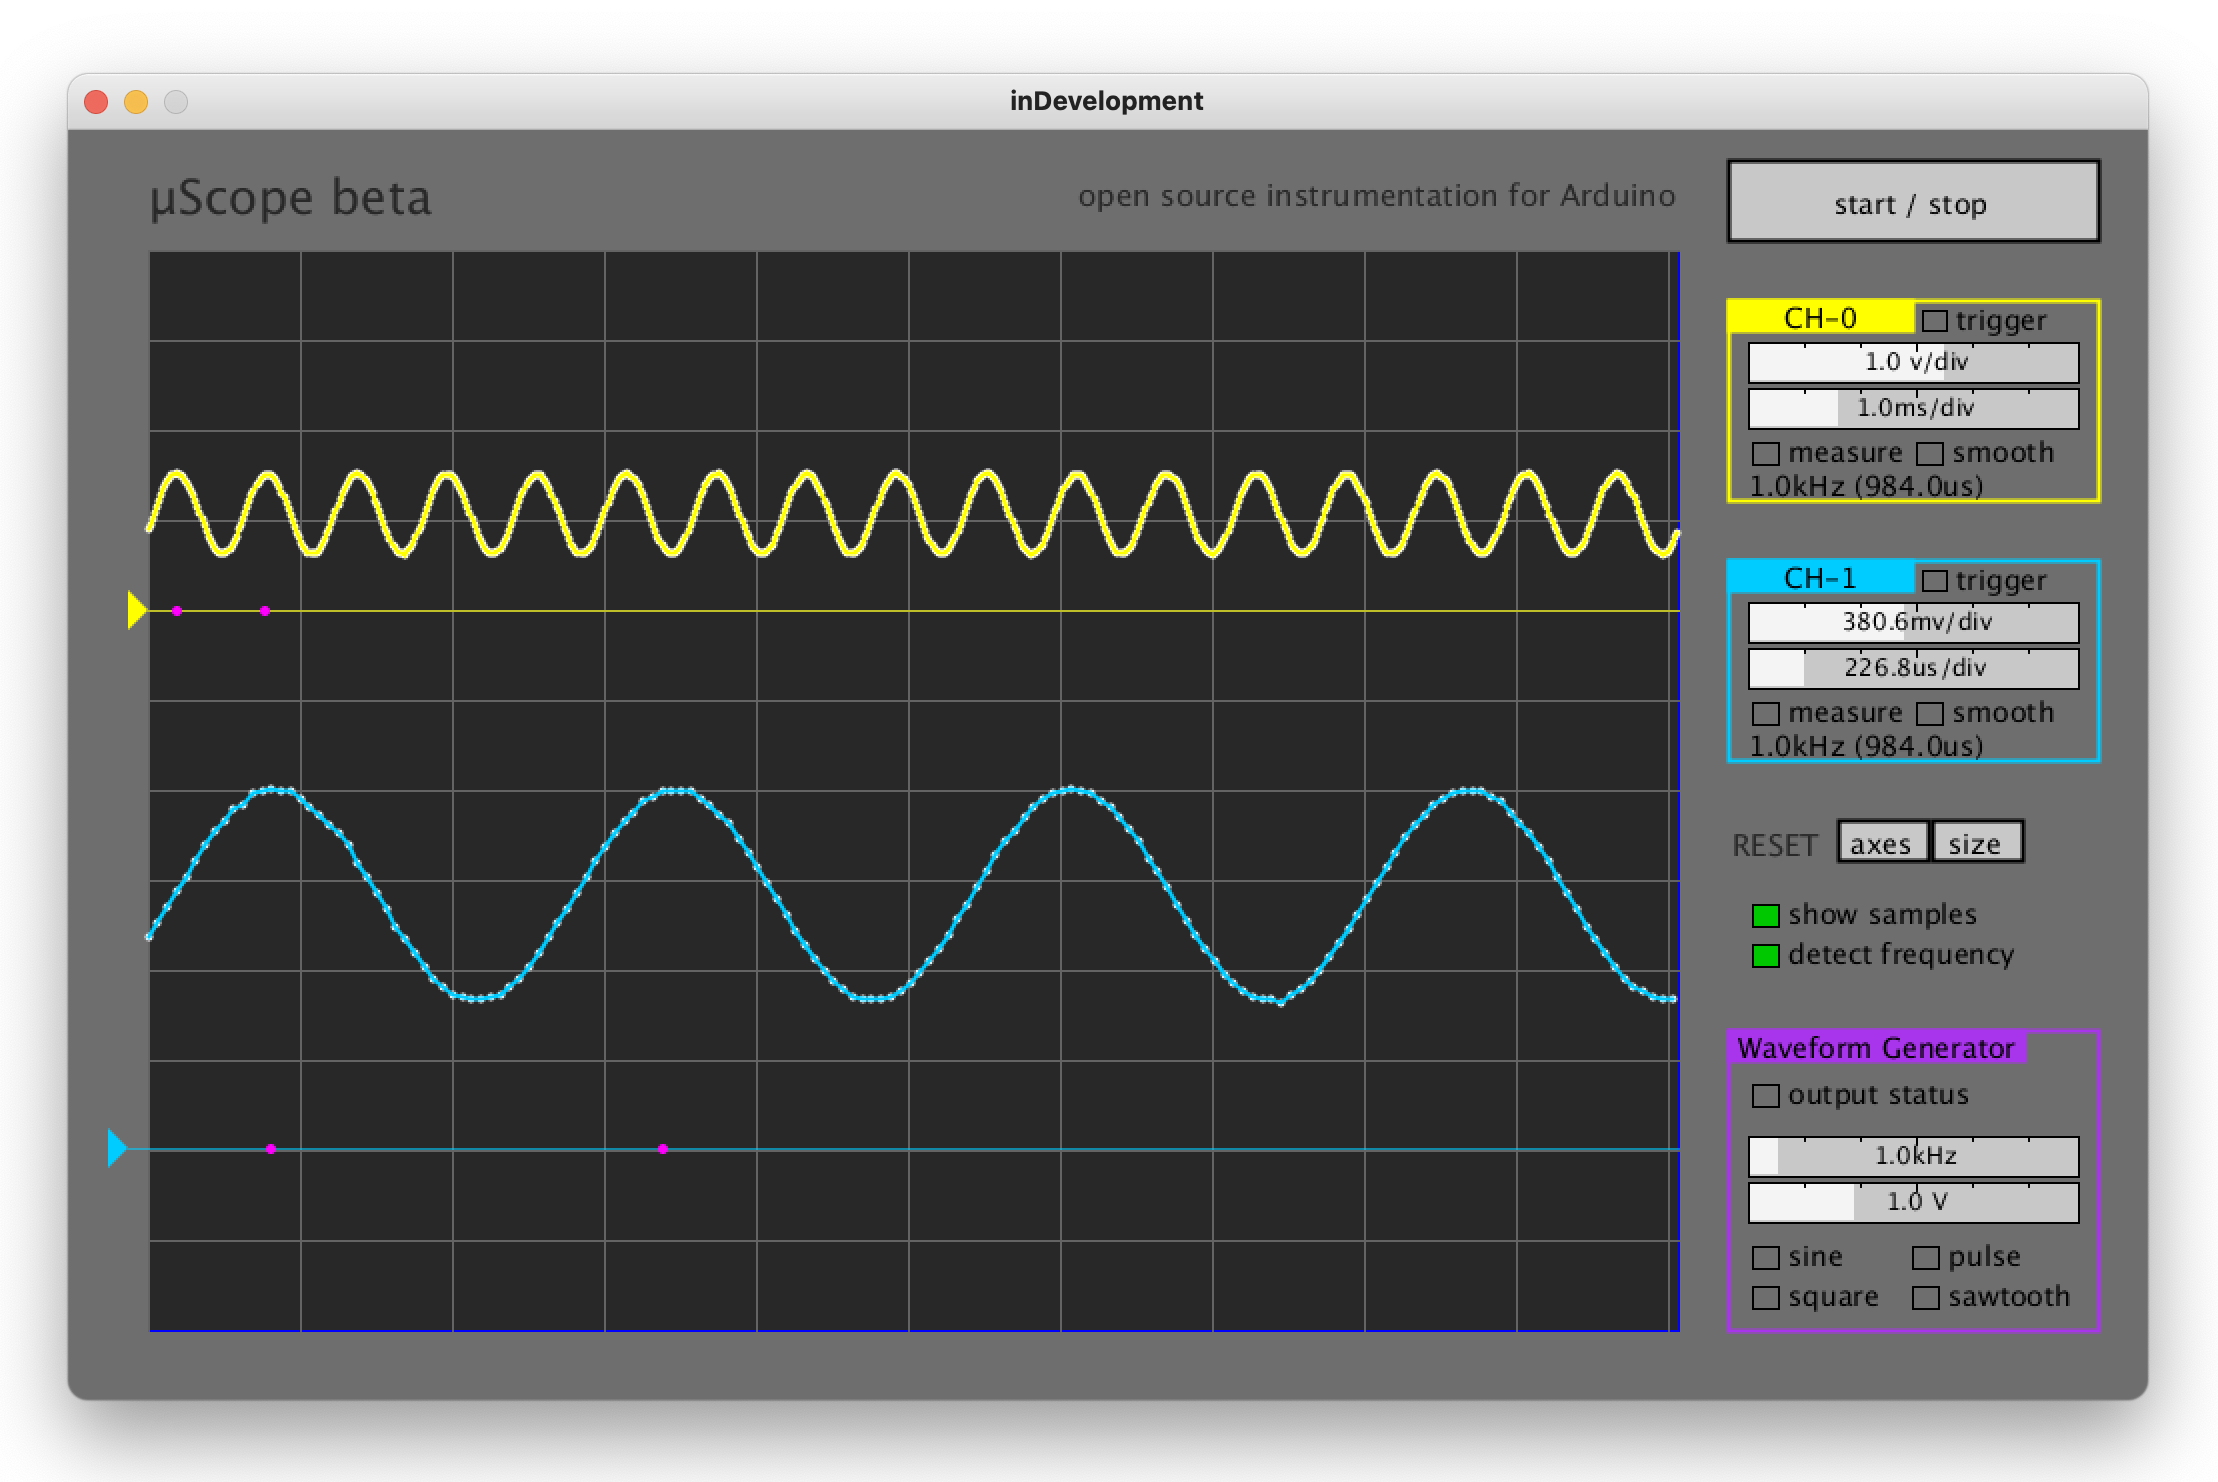 inDevelopment
µScope beta
open source instrumentation for Arduino
start / stop
CH-0
trigger
1.0 v/div
1.0ms/div
measure
smooth
1.0kHz (984.0us)
CH-1
trigger
380.6mv/div
226.8us/div
measure
smooth
1.0kHz (984.0us)
RESET
axes
size
show samples
detect frequency
Waveform Generator
output status
1.0kHz
1.0 V
sine
pulse
square
sawtooth